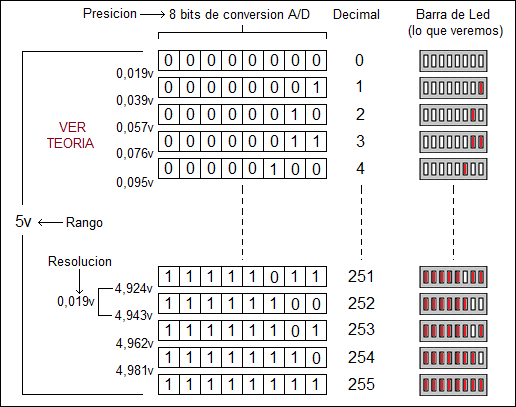 Presicion 8 bits de conversion A/D Decimal Barra de Led
(lo que veremos)
0 0 0 0 0 0 0 0 0
0,019v
0 0 0 0 0 0 0 1 1
0,039v
0 0 0 0 0 0 1 0 2
0,057v
VER
TEORIA
0 0 0 0 0 0 1 1 3
0,076v
0 0 0 0 0 1 0 0 4
0,095v
5v Rango
Resolucion
0,019v
1 1 1 1 1 0 1 1 251
4,924v
1 1 1 1 1 1 0 0 252
4,943v
1 1 1 1 1 1 0 1 253
4,962v
1 1 1 1 1 1 1 0 254
4,981v
1 1 1 1 1 1 1 1 255